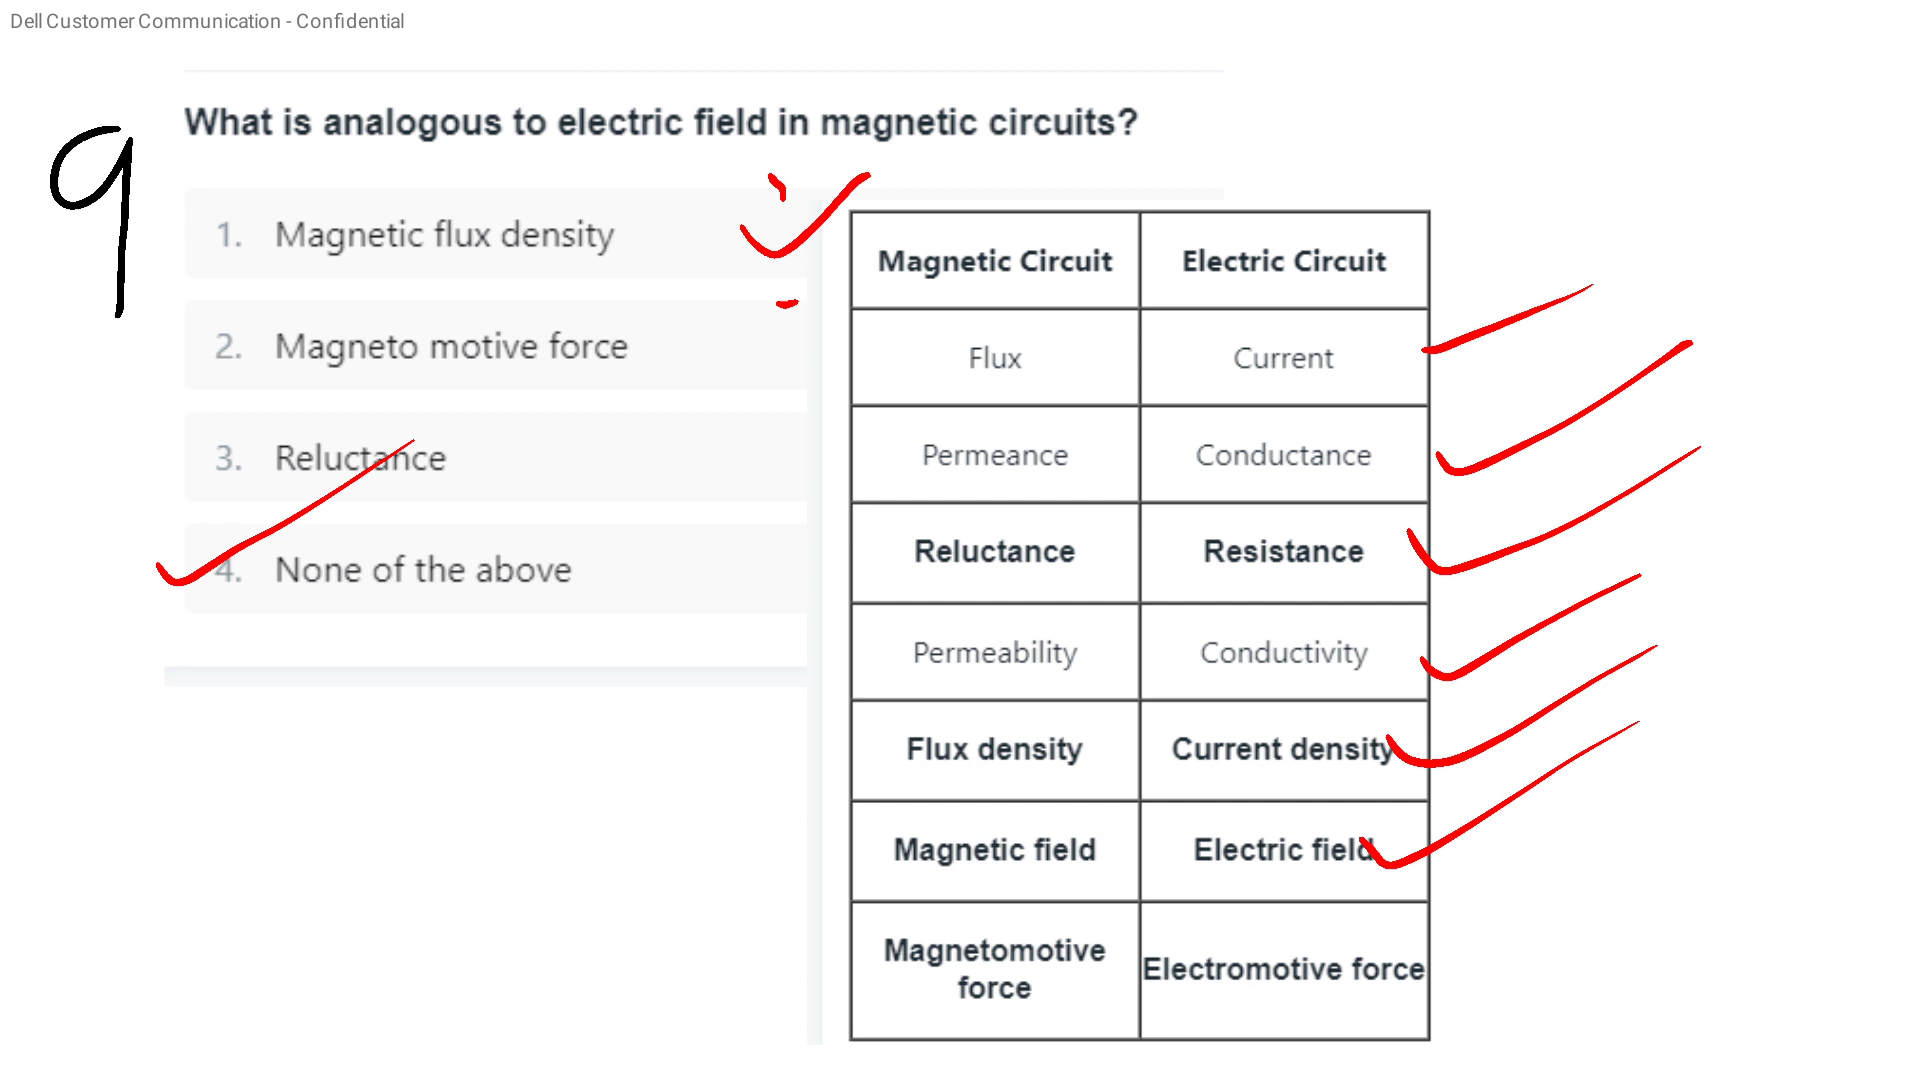 Dell Customer Communication - Confidential
9
What is analogous to electric field in magnetic circuits?
1. Magnetic flux density
2. Magneto motive force
3. Reluctance
4. None of the above
Magnetic Circuit Electric Circuit
Flux Current
Permeance Conductance
Reluctance Resistance
Permeability Conductivity
Flux density Current density
Magnetic field Electric field
Magnetomotive
force
Electromotive force